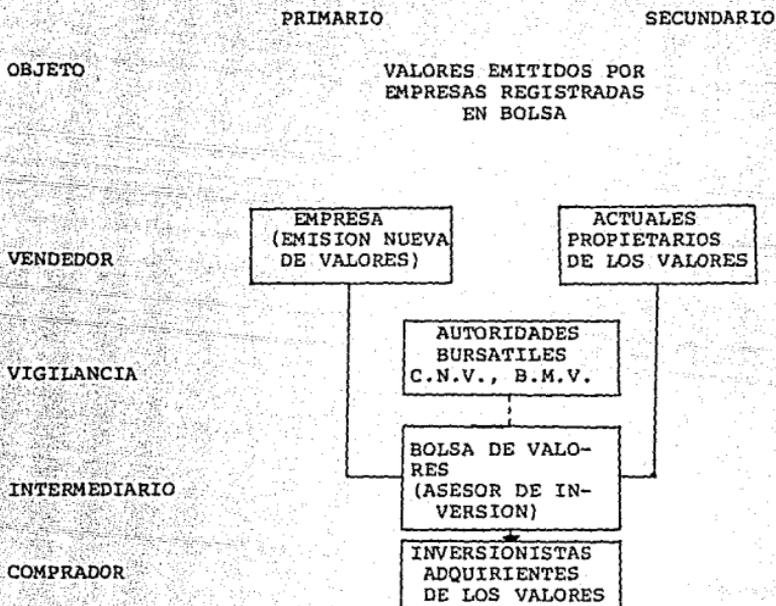 PRIMARIO SECUNDARIO
OBJETO VALORES EMITIDOS POR
EMPRESAS REGISTRADAS
EN BOLSA
EMPRESA
(EMISION NUEVA
DE VALORES)
ACTUALES
PROPIETARIOS
DE LOS VALORES
VENDEDOR
AUTORIDADES
BURSATILES
C.N.V., B.M.V.
VIGILANCIA
BOLSA DE VALO-
RES
(ASESOR DE IN-
VERSION)
INTERMEDIARIO
INVERSIONISTAS
ADQUIRIENTES
DE LOS VALORES
COMPRADOR